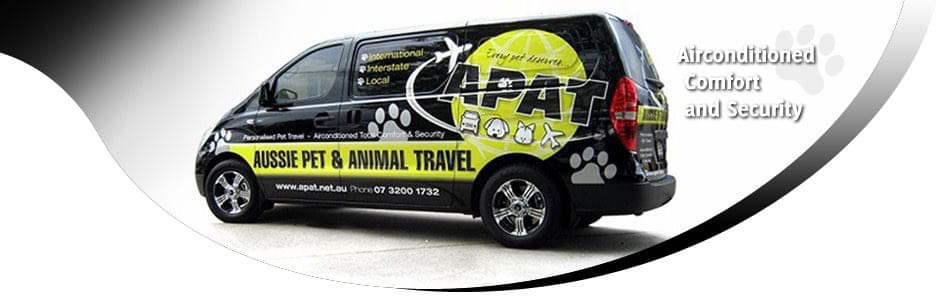 International
Interstate
Local
Every pet deserves...
APAT
Personalised Pet Travel - Airconditioned Total Comfort & Security
AUSSIE PET & ANIMAL TRAVEL
www.apat.net.au Phone 07 3200 1732
Airconditioned
Comfort
and Security